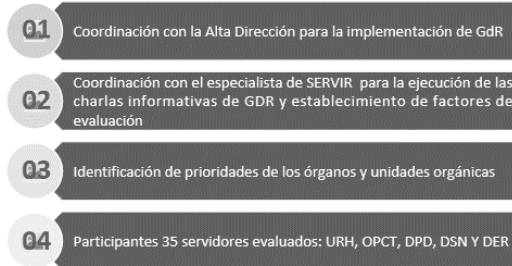 01
Coordinación con la Alta Dirección para la implementación de GdR
02
Coordinación con el especialista de SERVIR para la ejecución de las
charlas informativas de GDR y establecimiento de factores de
evaluación
03
Identificación de prioridades de los órganos y unidades orgánicas
04
Participantes 35 servidores evaluados: URH, OPCT, DPD, DSN Y DER